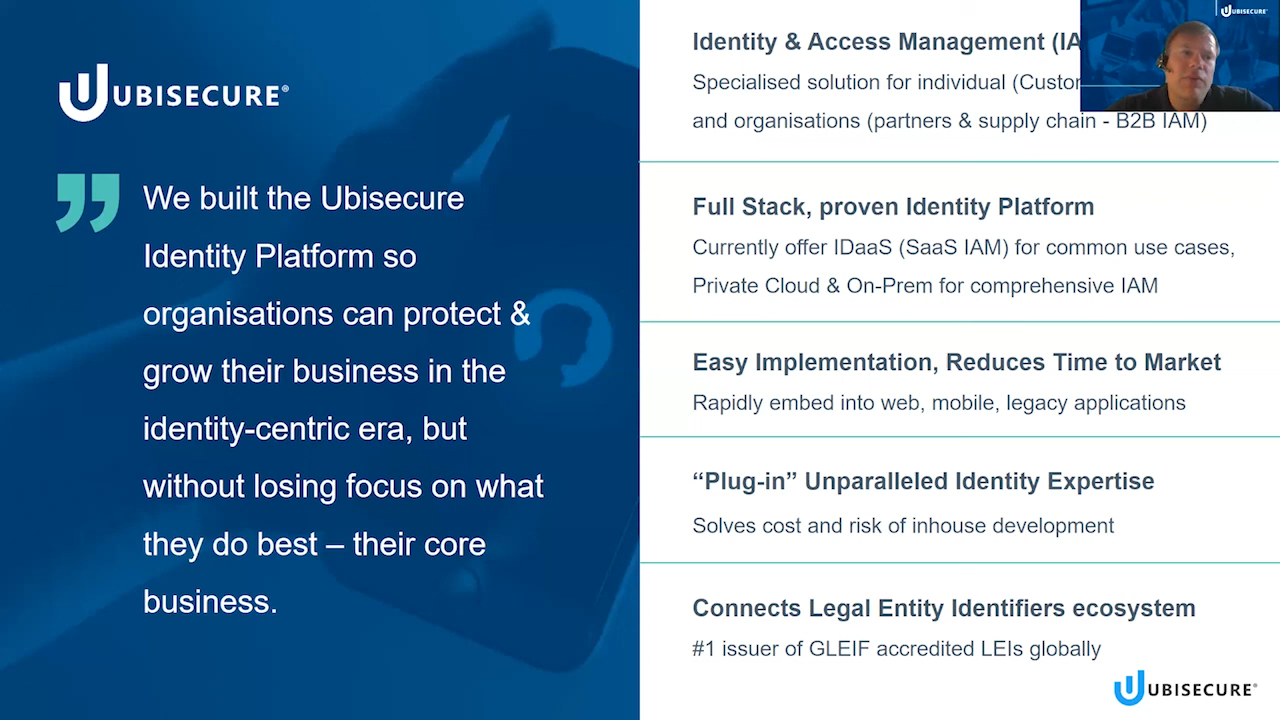 UBISECURE®
We built the Ubisecure
Identity Platform so
organisations can protect &
grow their business in the
identity-centric era, but
without losing focus on what
they do best – their core
business.
Identity & Access Management (IA
Specialised solution for individual (Custo
and organisations (partners & supply chain - B2B IAM)
Full Stack, proven Identity Platform
Currently offer IDaaS (SaaS IAM) for common use cases,
Private Cloud & On-Prem for comprehensive IAM
Easy Implementation, Reduces Time to Market
Rapidly embed into web, mobile, legacy applications
“Plug-in” Unparalleled Identity Expertise
Solves cost and risk of inhouse development
Connects Legal Entity Identifiers ecosystem
#1 issuer of GLEIF accredited LEIs globally
UBISECURE®
UBISECURE